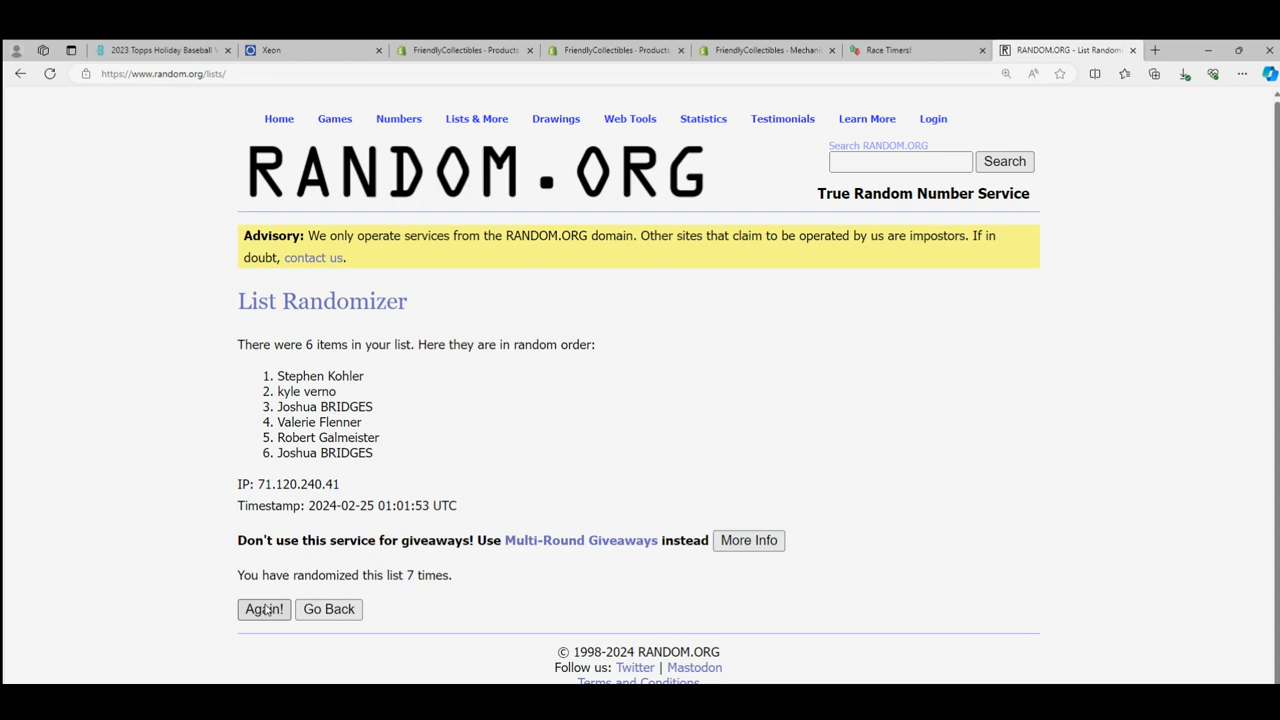 2023 Topps Holiday Baseball
Xeon
FriendlyCollectibles - Products
FriendlyCollectibles - Products
FriendlyCollectibles - Mechanic
Race Timers!
RANDOM.ORG - List Random
https://www.random.org/lists/
Home Games Numbers Lists & More Drawings Web Tools Statistics Testimonials Learn More Login
RANDOM.ORG
Search RANDOM.ORG
Search
True Random Number Service
Advisory: We only operate services from the RANDOM.ORG domain. Other sites that claim to be operated by us are impostors. If in
doubt, contact us.
List Randomizer
There were 6 items in your list. Here they are in random order:
1. Stephen Kohler
2. kyle verno
3. Joshua BRIDGES
4. Valerie Flenner
5. Robert Galmeister
6. Joshua BRIDGES
IP: 71.120.240.41
Timestamp: 2024-02-25 01:01:53 UTC
Don't use this service for giveaways! Use Multi-Round Giveaways instead More Info
You have randomized this list 7 times.
Again! Go Back
© 1998-2024 RANDOM.ORG
Follow us: Twitter | Mastodon
Terms and Conditions